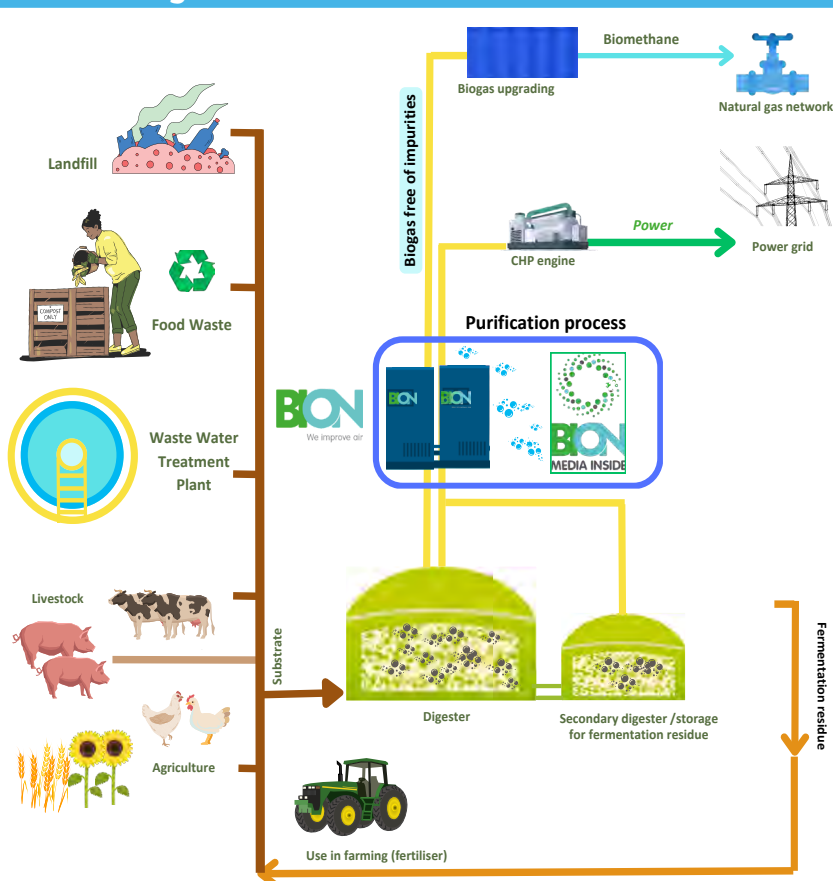 Biomethane
Biogas upgrading
Natural gas network
Biogas free of impurities
Landfill
Power
CHP engine
Power grid
COMPOST
ONLY
Food Waste
Purification process
BION
We improve air
BION
BION
BION
MEDIA INSIDE
Waste Water
Treatment
Plant
Livestock
Substrate
Fermentation residue
Digester
Secondary digester /storage
for fermentation residue
Agriculture
Use in farming (fertiliser)